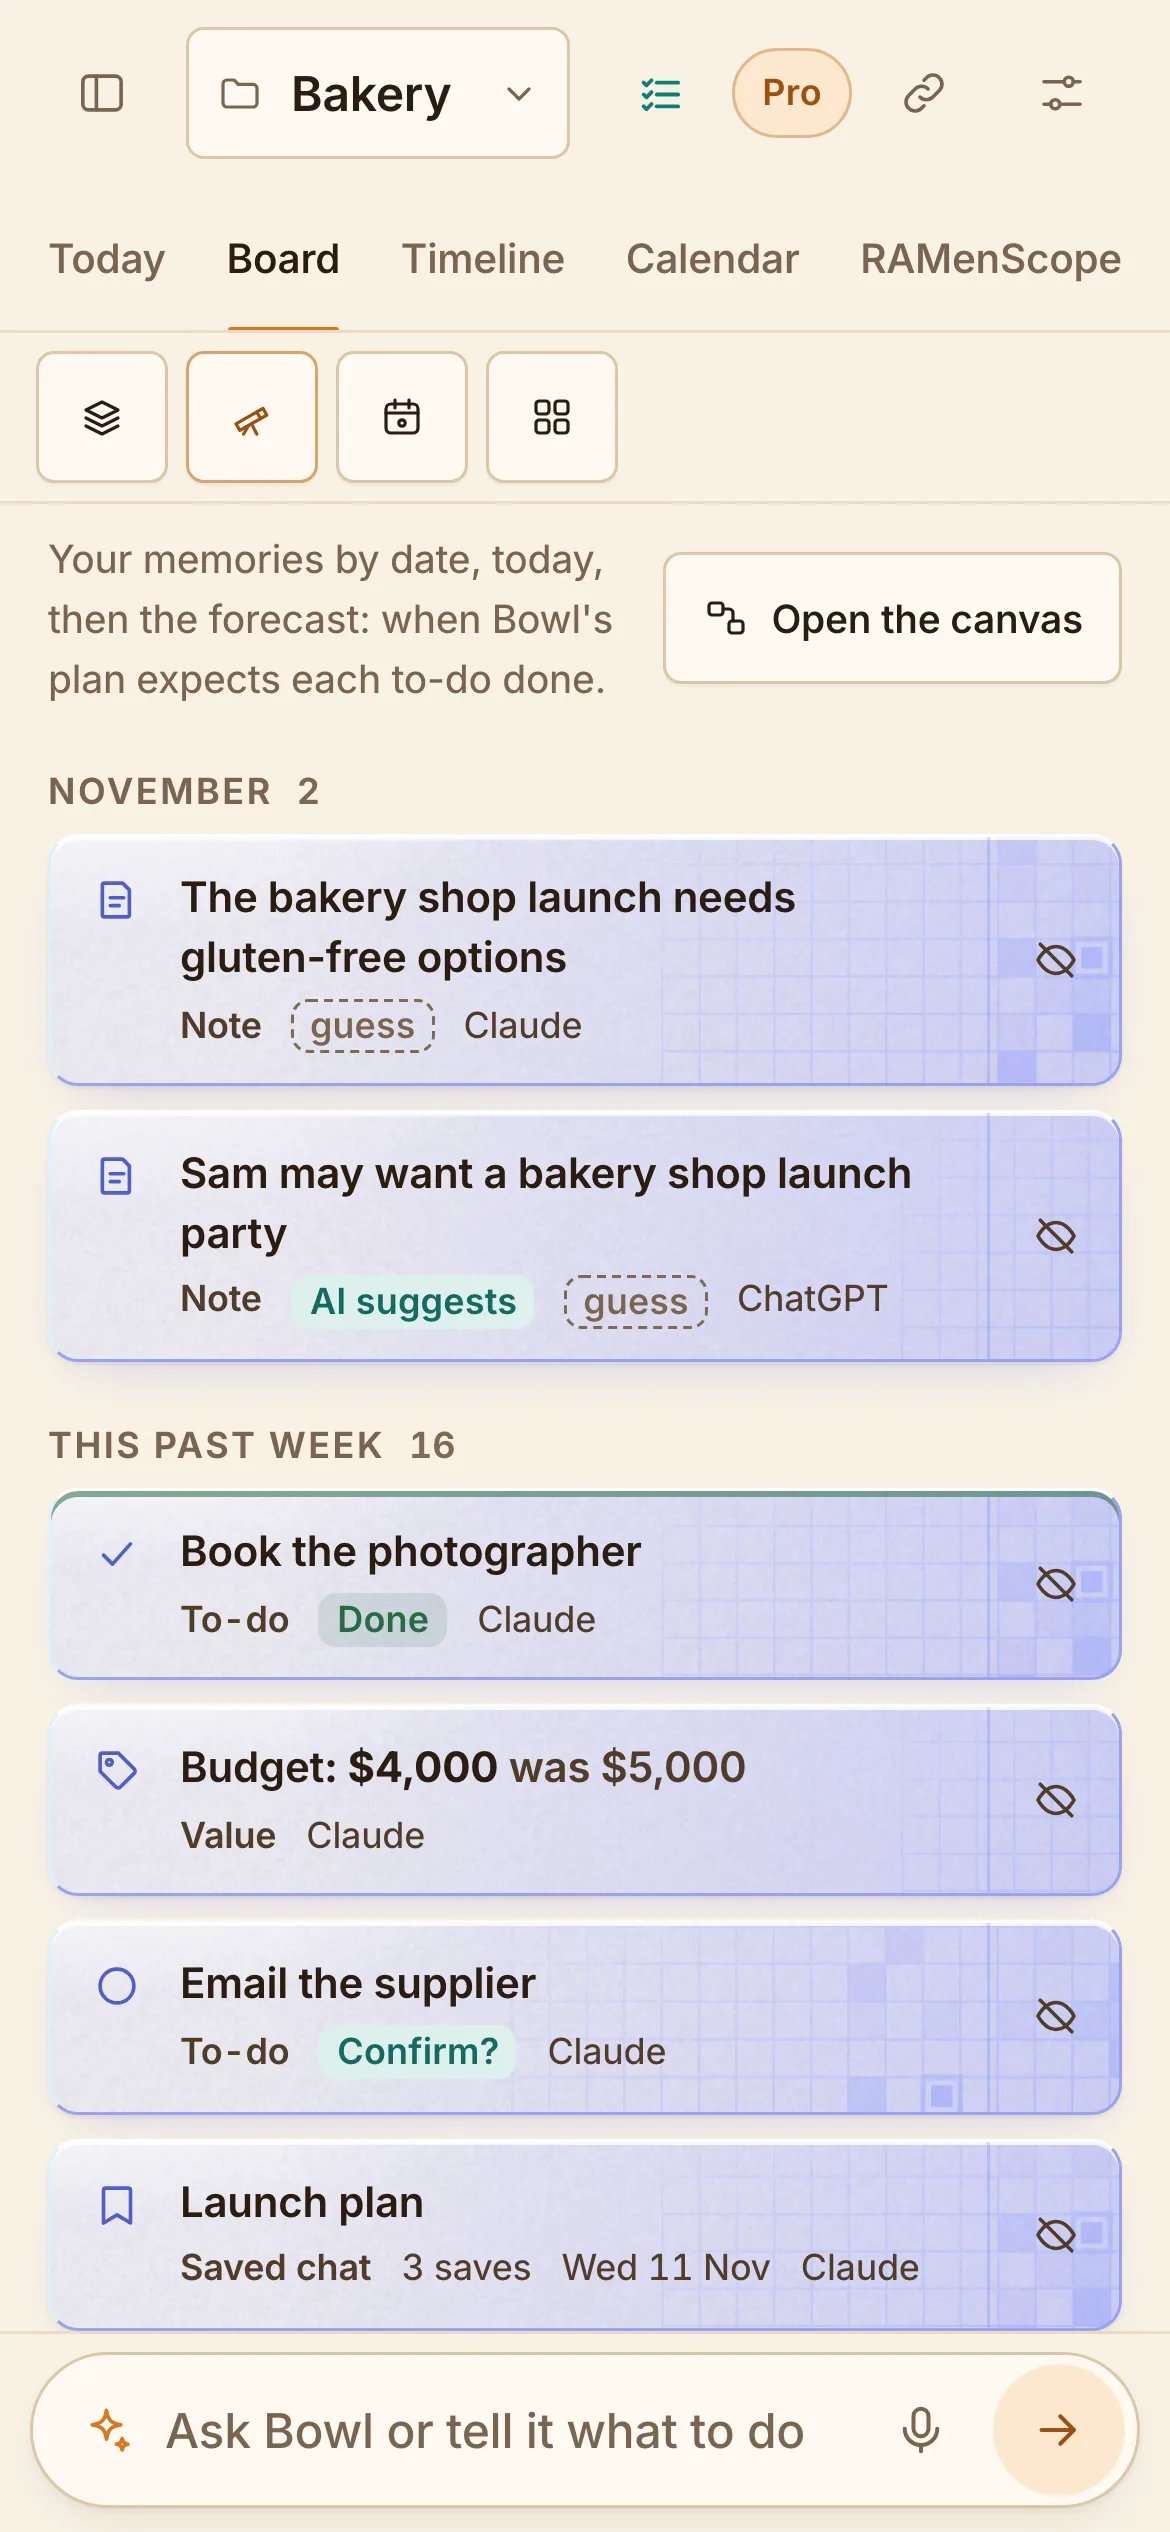 Bakery
Pro
Today
Board
Timeline
Calendar
RAMenScope
Your memories by date, today,
then the forecast: when Bowl's
plan expects each to-do done.
Open the canvas
NOVEMBER 2
The bakery shop launch needs
gluten-free options
Note guess Claude
Sam may want a bakery shop launch
party
Note AI suggests guess ChatGPT
THIS PAST WEEK 16
Book the photographer
To-do Done Claude
Budget: $4,000 was $5,000
Value Claude
Email the supplier
To-do Confirm? Claude
Launch plan
Saved chat 3 saves Wed 11 Nov Claude
Ask Bowl or tell it what to do